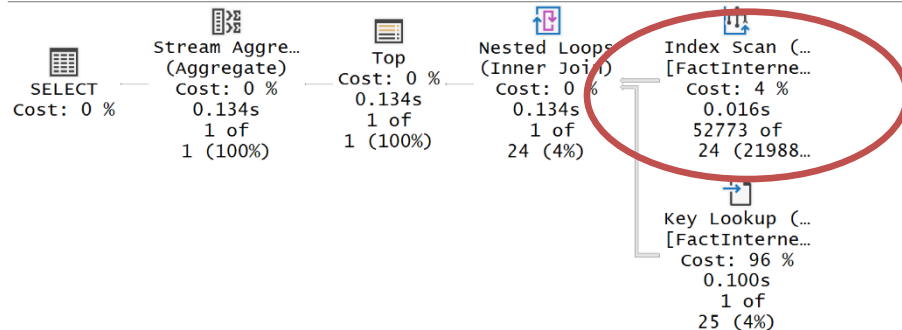 SELECT
Cost: 0 %
Stream Aggre…
(Aggregate)
Cost: 0 %
0.134s
1 of
1 (100%)
Top
Cost: 0 %
0.134s
1 of
1 (100%)
Nested Loops
(Inner Join)
Cost: 0 %
0.134s
1 of
24 (4%)
Index Scan (…
[FactInterne…
Cost: 4 %
0.016s
52773 of
24 (21988…
Key Lookup (…
[FactInterne…
Cost: 96 %
0.100s
1 of
25 (4%)